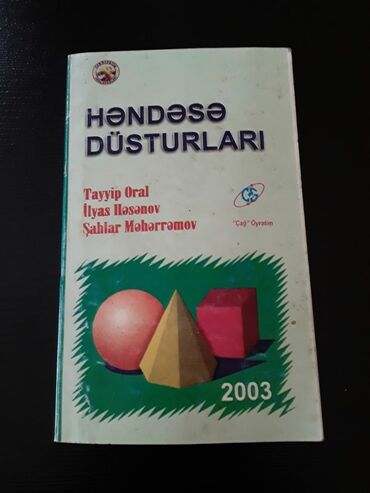 HƏNDƏSƏ
DÜSTURLARI
Tayyip Oral
İlyas Həsənov
Şahlar Məhərrəmov
"Çağ" Öyrətim
2003